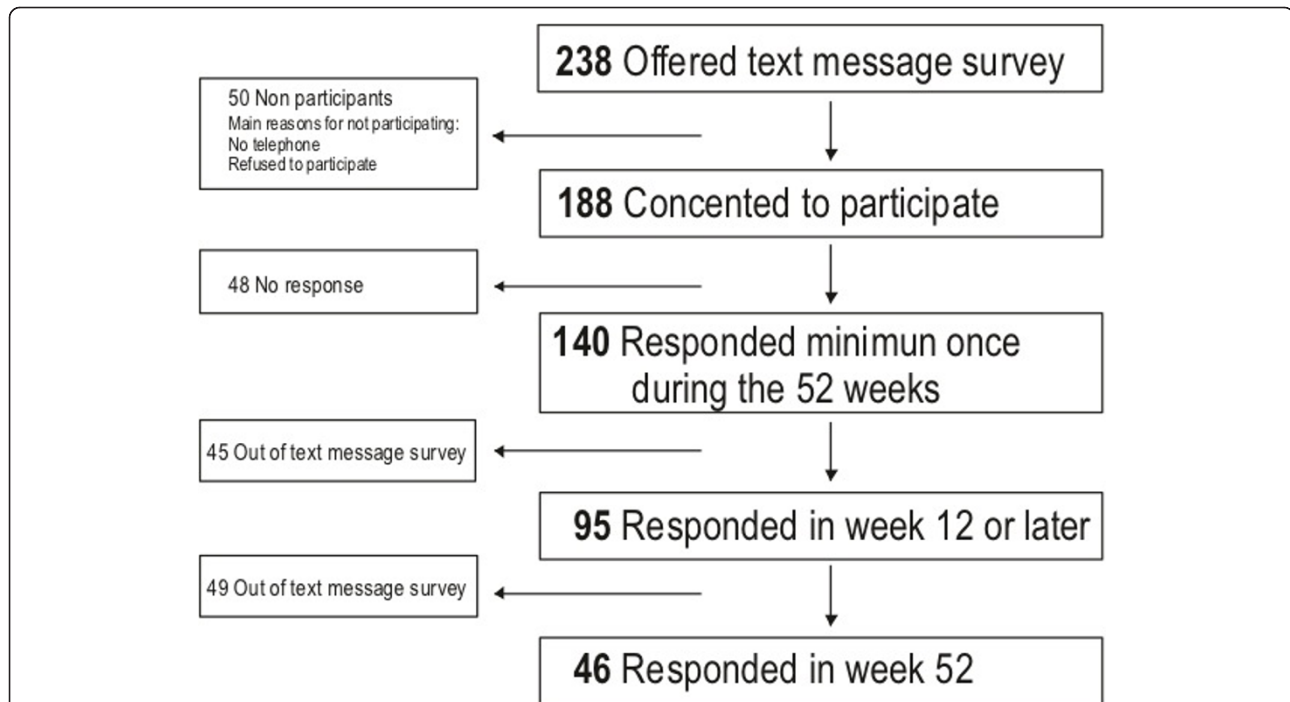 238 Offered text message survey
50 Non participants
Main reasons for not participating:
No telephone
Refused to participate
188 Concented to participate
48 No response
140 Responded minimun once
during the 52 weeks
45 Out of text message survey
95 Responded in week 12 or later
49 Out of text message survey
46 Responded in week 52